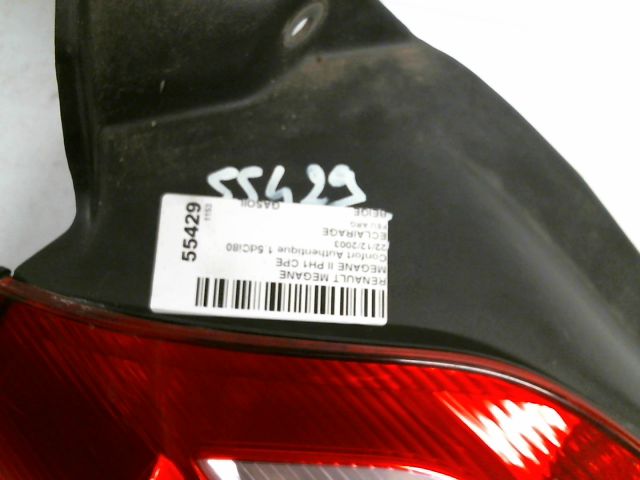 55429
RENAULT MEGANE
MEGANE II PH1 CPE
Confort Authentique 1.5dCi80
22/12/2003
ECLAIRAGE
FEU ARG
BEIGE
GASOIL
55429
1153